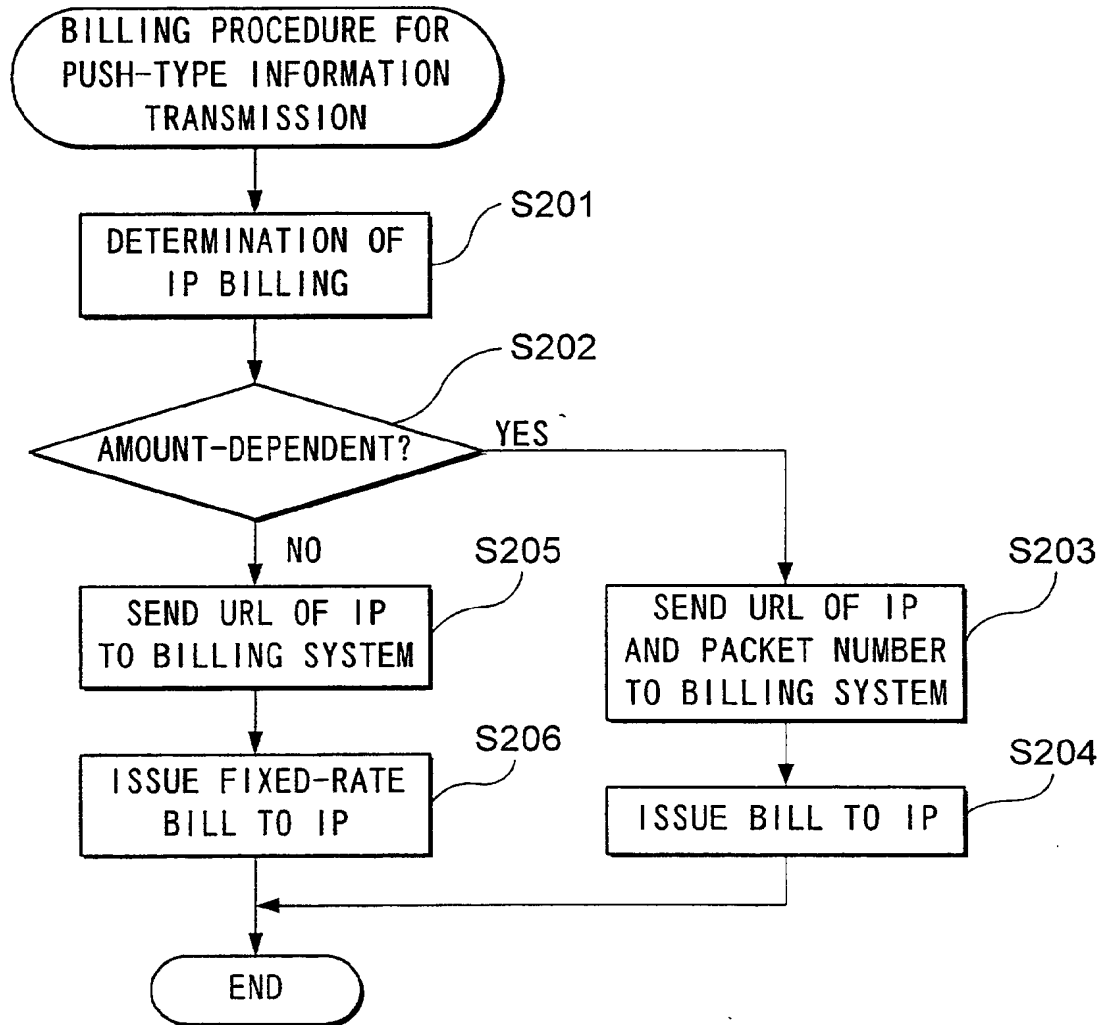 BILLING PROCEDURE FOR
PUSH-TYPE INFORMATION
TRANSMISSION
S201
DETERMINATION OF
IP BILLING
S202
AMOUNT-DEPENDENT?
YES
NO
S205
SEND URL OF IP
TO BILLING SYSTEM
S203
SEND URL OF IP
AND PACKET NUMBER
TO BILLING SYSTEM
S206
ISSUE FIXED-RATE
BILL TO IP
S204
ISSUE BILL TO IP
END